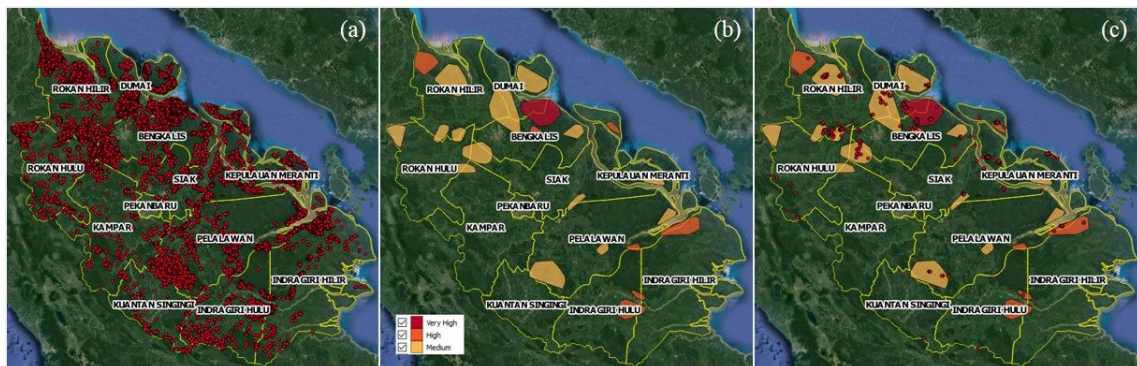 (a)
ROKAN HILIR
DUMAI
BENGKALIS
ROKAN HULU
SIAK
KEPULAUAN MERANTI
PEKANBARU
KAMPAR
PELALAWAN
INDRAGIRI HILIR
KUANTAN SINGINGI
INDRAGIRI HULU
(b)
DUMAI
ROKAN HILIR
BENGKALIS
ROKAN HULU
SIAK
KEPULAUAN MERANTI
PEKANBARU
KAMPAR
PELALAWAN
INDRAGIRI HILIR
KUANTAN SINGINGI
INDRAGIRI HULU
Very High
High
Medium
(c)
DUMAI
ROKAN HILIR
BENGKALIS
ROKAN HULU
SIAK
KEPULAUAN MERANTI
PEKANBARU
KAMPAR
PELALAWAN
INDRAGIRI HILIR
KUANTAN SINGINGI
INDRAGIRI HULU